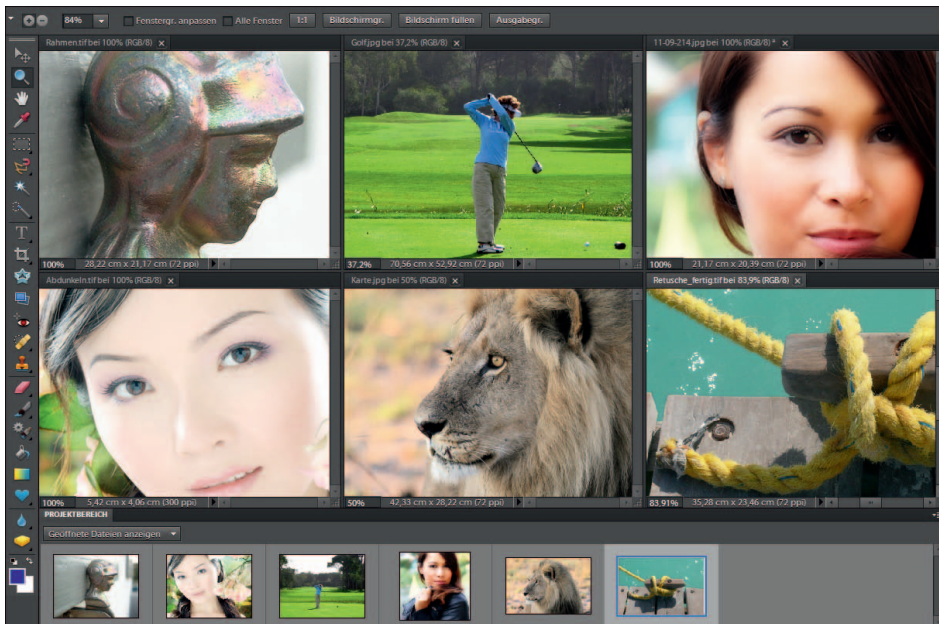 84% Fenstergr. anpassen Alle Fenster 1:1 Bildschirmgr. Bildschirm füllen Ausgabegr.
Rahmen.tif bei 100% (RGB/8) x Golf.jpg bei 37,2% (RGB/8) x 11-09-214.jpg bei 100% (RGB/8) * x
100% 28,22 cm x 21,17 cm (72 ppi) 37,2% 70,56 cm x 52,92 cm (72 ppi) 100% 21,17 cm x 20,39 cm (72 ppi)
Abdunkeln.tif bei 100% (RGB/8) x Karte.jpg bei 50% (RGB/8) x Retusche_fertig.tif bei 83,9% (RGB/8) x
100% 5,42 cm x 4,06 cm (300 ppi) 50% 42,33 cm x 28,22 cm (72 ppi) 83,91% 35,28 cm x 23,46 cm (72 ppi)
PROJEKTBEREICH
Geöffnete Dateien anzeigen
T